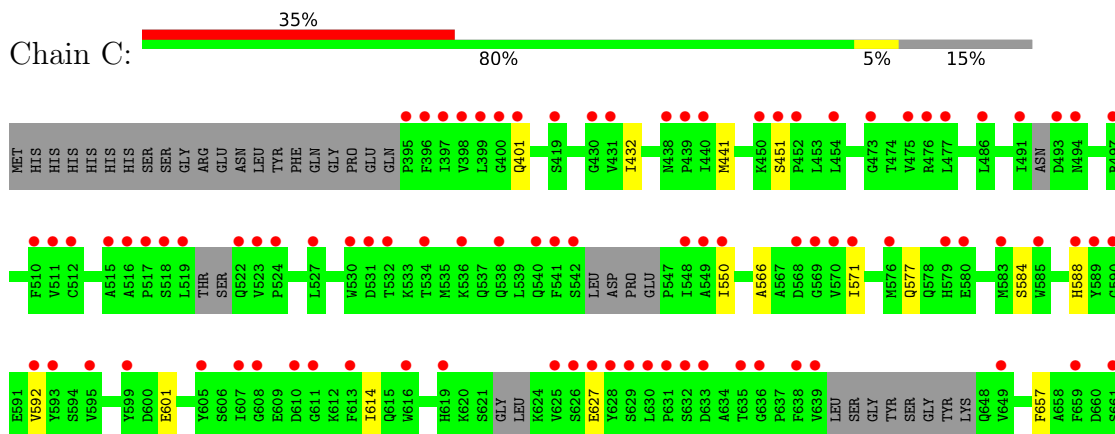 35%
Chain C:
80% 5% 15%
MET HIS HIS HIS HIS HIS HIS SER SER GLY ARG GLU ASN LEU TYR PHE GLN GLY PRO GLU GLN P395 F396 I397 V398 L399 G400 Q401 S419 G430 V431 I432 N438 P439 I440 M441 K450 S451 P452 L453 L454 G473 T474 V475 R476 L477 L486 I491 ASN D493 N494
F510 V511 C512 A515 A516 P517 S518 L519 THR SER Q522 V523 P524 L527 W530 D531 T532 K533 T534 M535 K536 Q537 Q538 L539 Q540 F541 S542 LEU ASP PRO GLU P547 I548 A549 I550 A566 A567 D568 G569 V570 I571 M576 Q577 Q578 H579 E580 M583 S584 W585 H588 Y589
E591 V592 Y593 S594 V595 Y599 D600 E601 Y605 S606 I607 G608 E609 D610 G611 K612 F613 I614 Q615 W616 H619 K620 S621 GLY LEU K624 V625 S626 E627 Y628 S629 L630 P631 S632 D633 A634 T635 G636 P637 F638 V639 LEU SER GLY TYR SER GLY TYR LYS Q648 V649 F657 A658 F659 D660